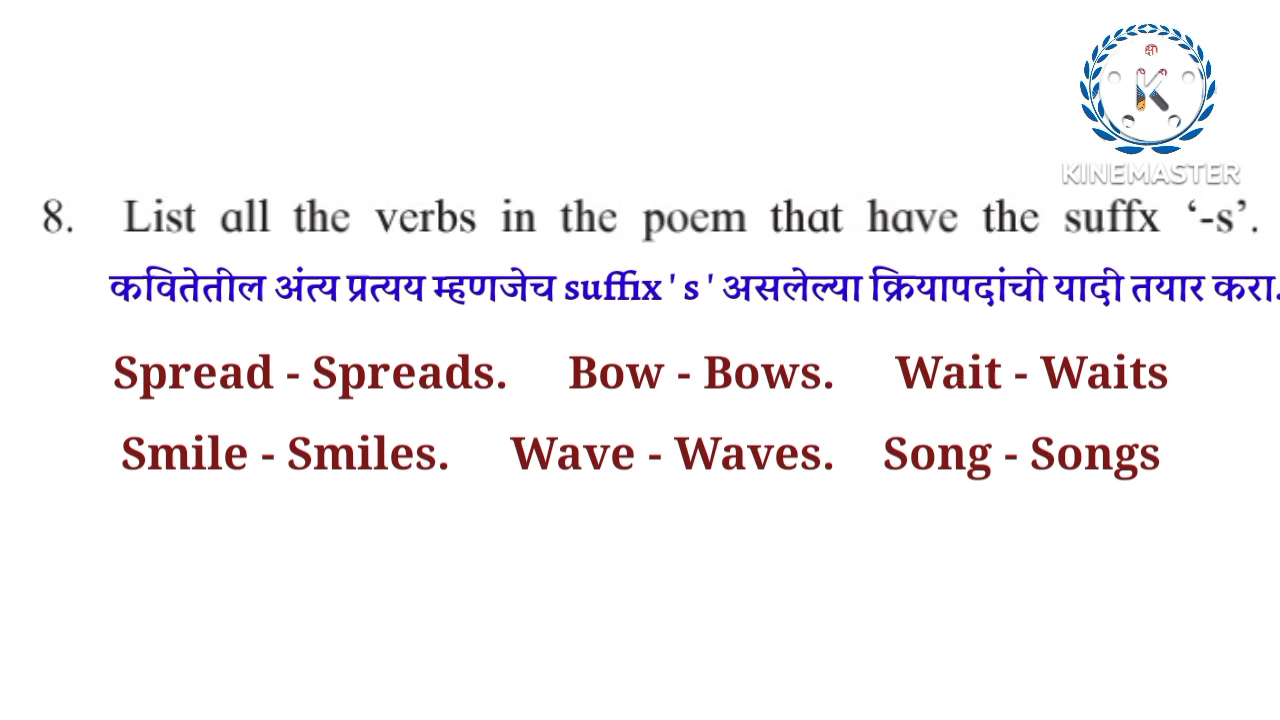 क्षी
K
KINEMASTER
8. List all the verbs in the poem that have the suffx ‘-s’.
कवितेतील अंत्य प्रत्यय म्हणजेच suffix ' s ' असलेल्या क्रियापदांची यादी तयार करा.
Spread - Spreads. Bow - Bows. Wait - Waits
Smile - Smiles. Wave - Waves. Song - Songs